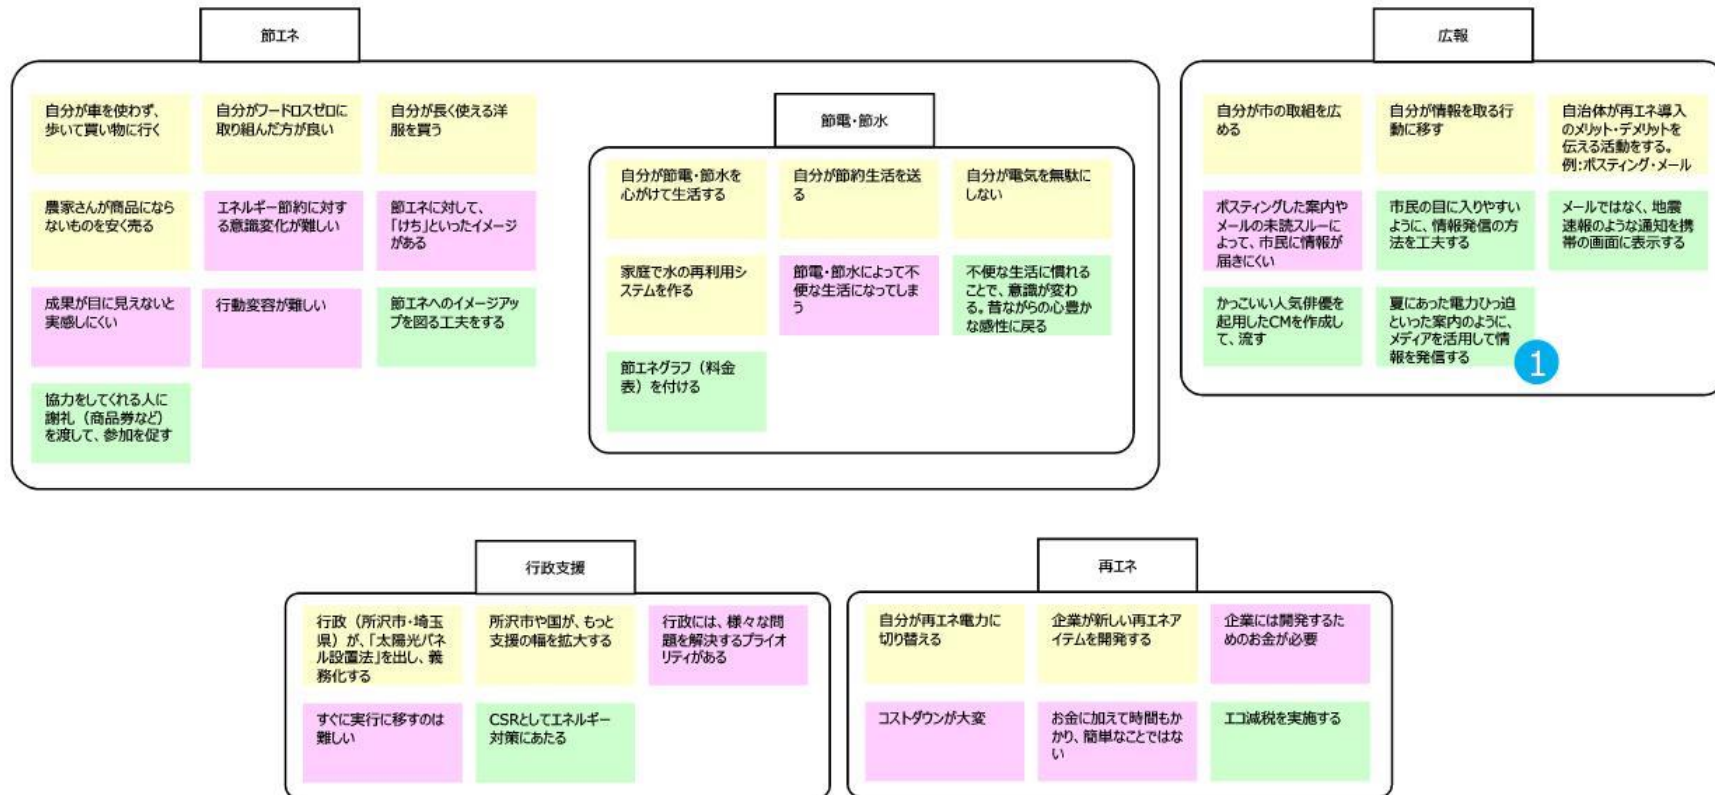 節エネ
自分が車を使わず、
歩いて買い物に行く
自分がフードロスゼロに
取り組んだ方が良い
自分が長く使える洋
服を買う
農家さんが商品になら
ないものを安く売る
エネルギー節約に対す
る意識変化が難しい
節エネに対して、
「けち」といったイメージ
がある
成果が目に見えないと
実感しにくい
行動変容が難しい
節エネへのイメージアッ
プを図る工夫をする
協力をしてくれる人に
謝礼（商品券など）
を渡して、参加を促す
節電・節水
自分が節電・節水を
心がけて生活する
自分が節約生活を送
る
自分が電気を無駄に
しない
家庭で水の再利用シ
ステムを作る
節電・節水によって不
便な生活になってしま
う
不便な生活に慣れる
ことで、意識が変わ
る。昔ながらの心豊か
な感性に戻る
節エネグラフ（料金
表）を付ける
広報
自分が市の取組を広
める
自分が情報を取る行
動に移す
自治体が再エネ導入
のメリット・デメリットを
伝える活動をする。
例:ポスティング・メール
ポスティングした案内や
メールの未読スルーに
よって、市民に情報が
届きにくい
市民の目に入りやすい
ように、情報発信の方
法を工夫する
メールではなく、地震
速報のような通知を携
帯の画面に表示する
かっこいい人気俳優を
起用したCMを作成し
て、流す
夏にあった電力ひっ迫
といった案内のように、
メディアを活用して情
報を発信する
1
行政支援
行政（所沢市・埼玉
県）が、「太陽光パネ
ル設置法」を出し、義
務化する
所沢市や国が、もっと
支援の幅を拡大する
行政には、様々な問
題を解決するプライオ
リティがある
すぐに実行に移すのは
難しい
CSRとしてエネルギー
対策にあたる
再エネ
自分が再エネ電力に
切り替える
企業が新しい再エネア
イテムを開発する
企業には開発するた
めのお金が必要
コストダウンが大変
お金に加えて時間もか
かり、簡単なことではな
い
エコ減税を実施する